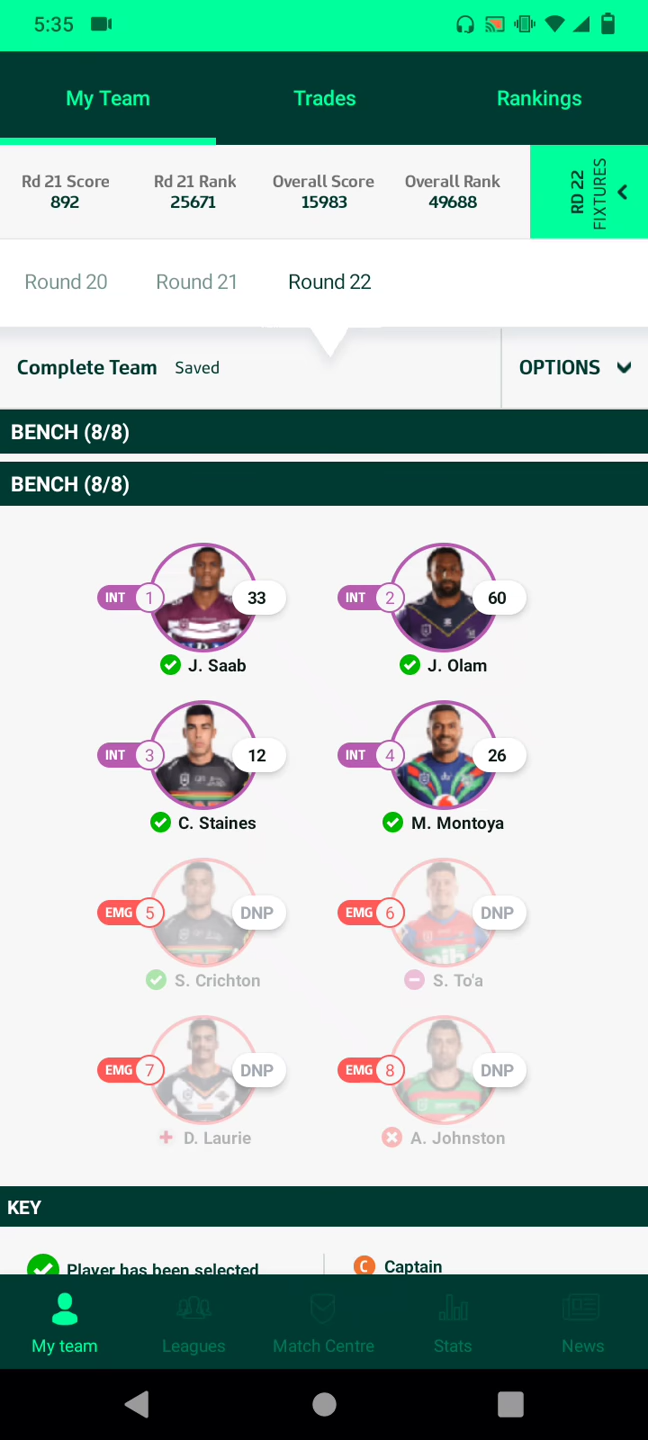 5:35
My Team Trades Rankings
Rd 21 Score Rd 21 Rank Overall Score Overall Rank
892 25671 15983 49688
RD 22
FIXTURES
Round 20 Round 21 Round 22
Complete Team Saved OPTIONS
BENCH (8/8)
BENCH (8/8)
INT 1 33 INT 2 60
J. Saab J. Olam
INT 3 12 INT 4 26
C. Staines M. Montoya
EMG 5 DNP EMG 6 DNP
S. Crichton S. To'a
EMG 7 DNP EMG 8 DNP
D. Laurie A. Johnston
KEY
Player has been selected C Captain
My team Leagues Match Centre Stats News